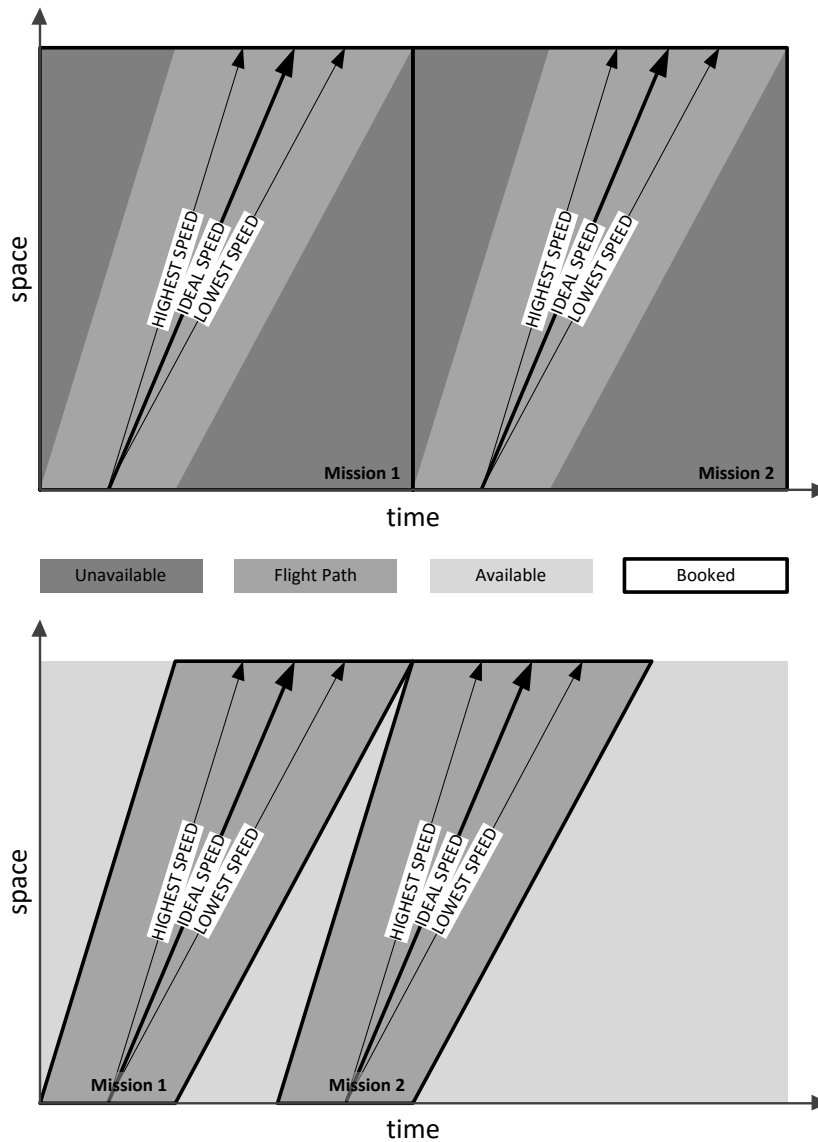 space
HIGHEST SPEED
IDEAL SPEED
LOWEST SPEED
HIGHEST SPEED
IDEAL SPEED
LOWEST SPEED
Mission 1
Mission 2
time
Unavailable
Flight Path
Available
Booked
space
HIGHEST SPEED
IDEAL SPEED
LOWEST SPEED
HIGHEST SPEED
IDEAL SPEED
LOWEST SPEED
Mission 1
Mission 2
time